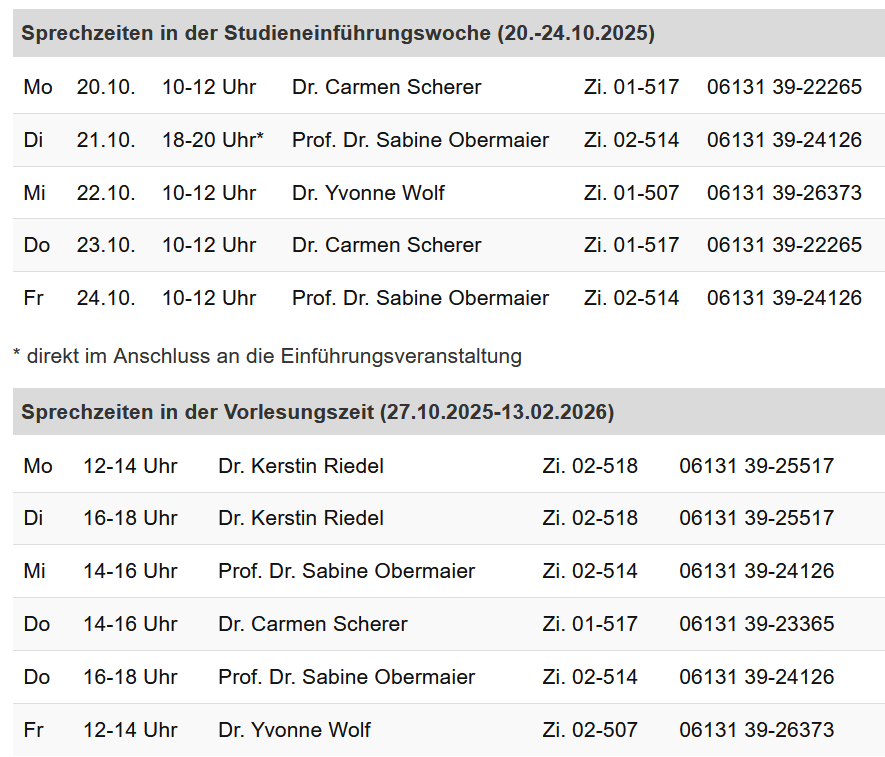 Sprechzeiten in der Studieneinführungswoche (20.-24.10.2025)
Mo 20.10. 10-12 Uhr Dr. Carmen Scherer Zi. 01-517 06131 39-22265
Di 21.10. 18-20 Uhr* Prof. Dr. Sabine Obermaier Zi. 02-514 06131 39-24126
Mi 22.10. 10-12 Uhr Dr. Yvonne Wolf Zi. 01-507 06131 39-26373
Do 23.10. 10-12 Uhr Dr. Carmen Scherer Zi. 01-517 06131 39-22265
Fr 24.10. 10-12 Uhr Prof. Dr. Sabine Obermaier Zi. 02-514 06131 39-24126
* direkt im Anschluss an die Einführungsveranstaltung
Sprechzeiten in der Vorlesungszeit (27.10.2025-13.02.2026)
Mo 12-14 Uhr Dr. Kerstin Riedel Zi. 02-518 06131 39-25517
Di 16-18 Uhr Dr. Kerstin Riedel Zi. 02-518 06131 39-25517
Mi 14-16 Uhr Prof. Dr. Sabine Obermaier Zi. 02-514 06131 39-24126
Do 14-16 Uhr Dr. Carmen Scherer Zi. 01-517 06131 39-23365
Do 16-18 Uhr Prof. Dr. Sabine Obermaier Zi. 02-514 06131 39-24126
Fr 12-14 Uhr Dr. Yvonne Wolf Zi. 02-507 06131 39-26373